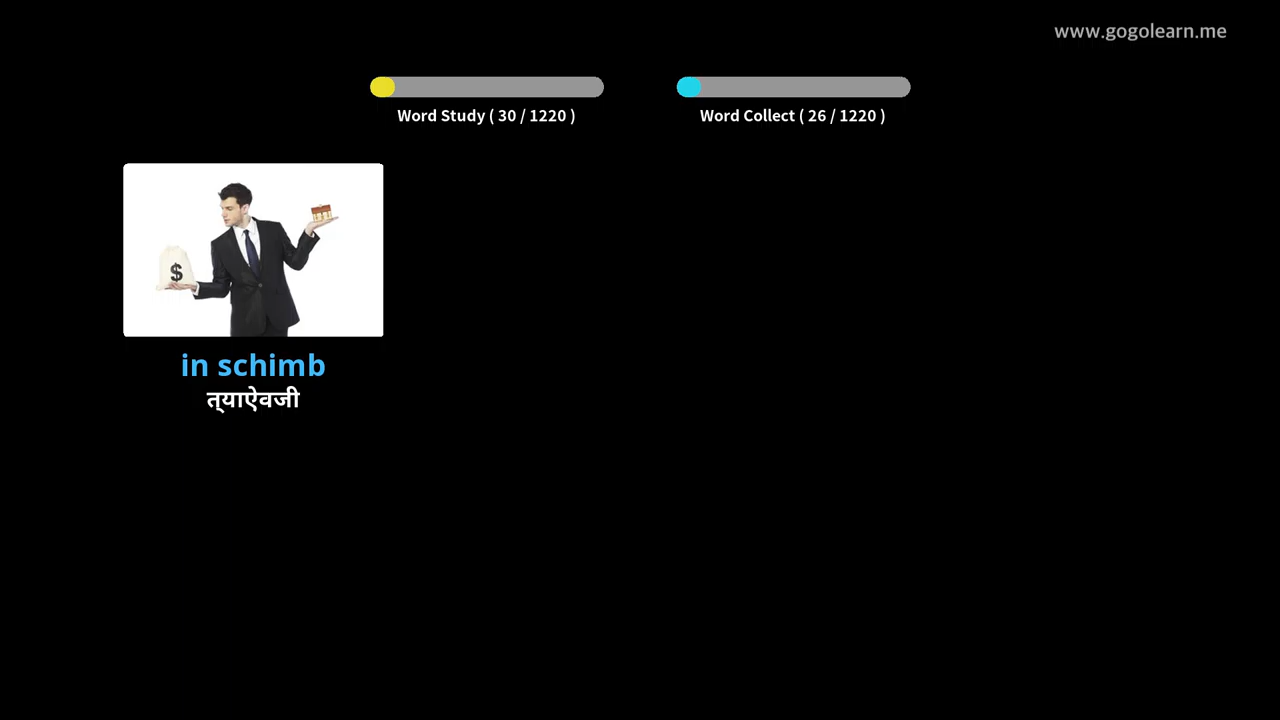 www.gogolearn.me
Word Study ( 30 / 1220 )
Word Collect ( 26 / 1220 )
$
in schimb
त्याऐवजी